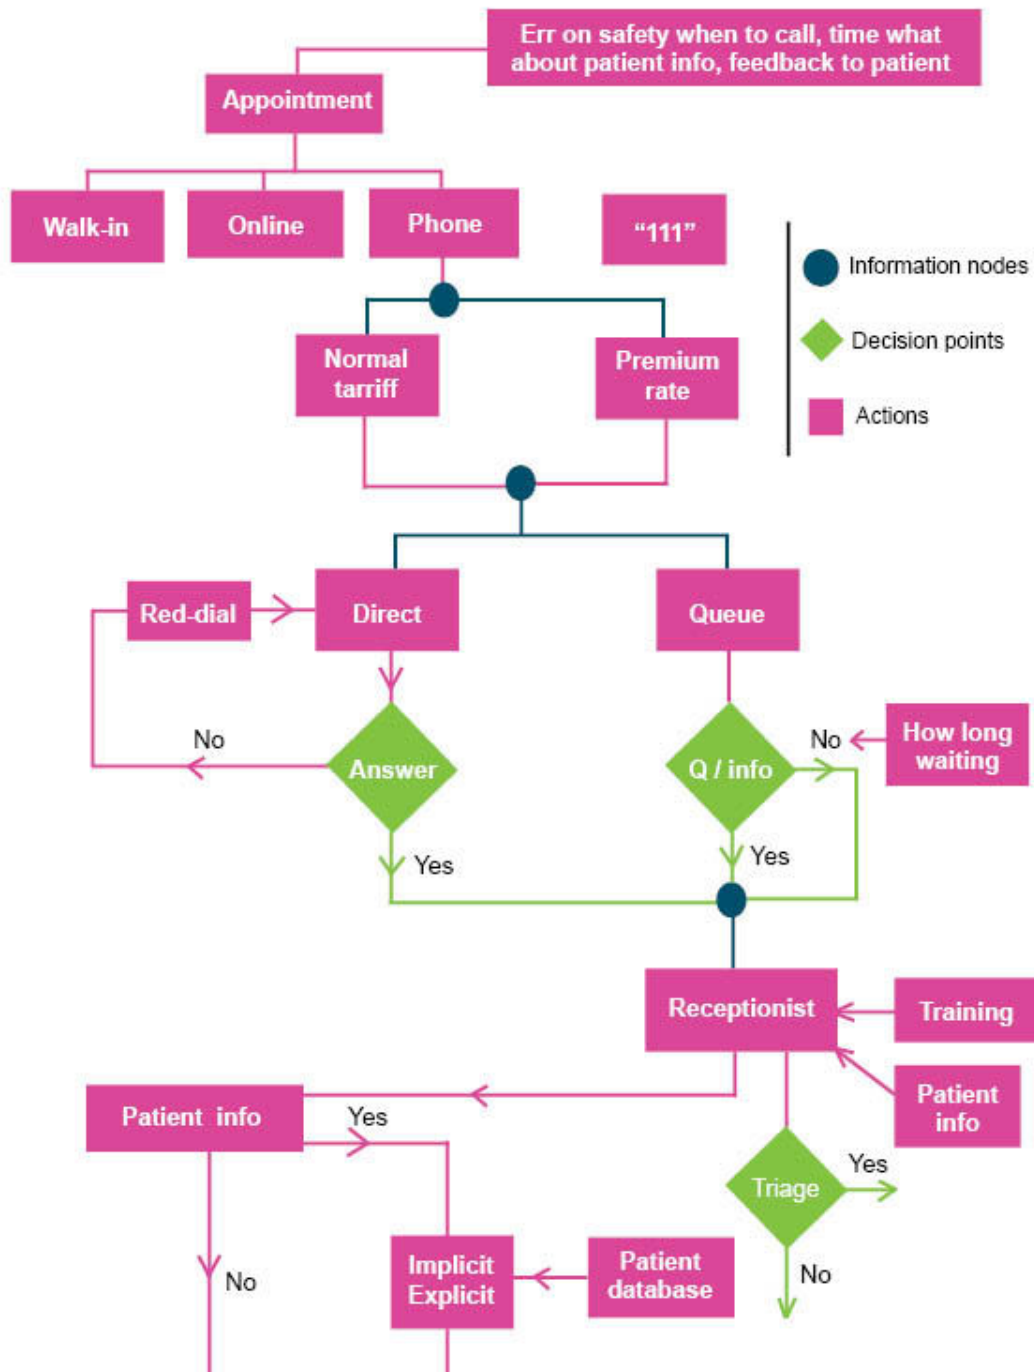 Err on safety when to call, time what
about patient info, feedback to patient
Appointment
Walk-in
Online
Phone
“111”
Information nodes
Decision points
Actions
Normal
tarriff
Premium
rate
Red-dial
Direct
Queue
No
Answer
Yes
Q / info
No
How long
waiting
Yes
Receptionist
Training
Patient
info
Patient info
Yes
No
Triage
Yes
No
Implicit
Explicit
Patient
database